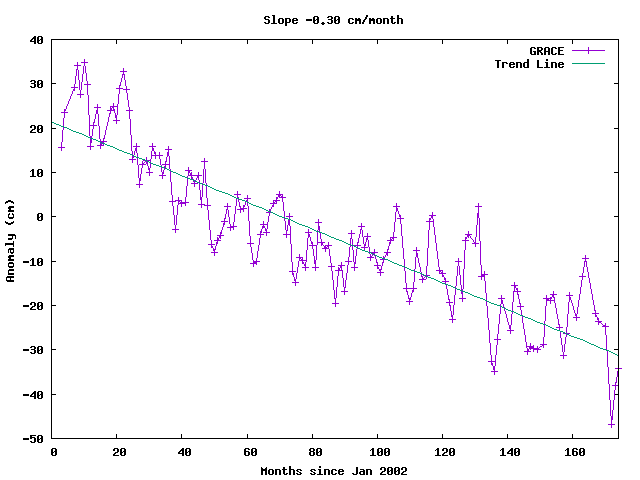 Slope -0.30 cm/month
GRACE
Trend Line
40
30
20
10
0
-10
-20
-30
-40
-50
Anomaly (cm)
0 20 40 60 80 100 120 140 160
Months since Jan 2002